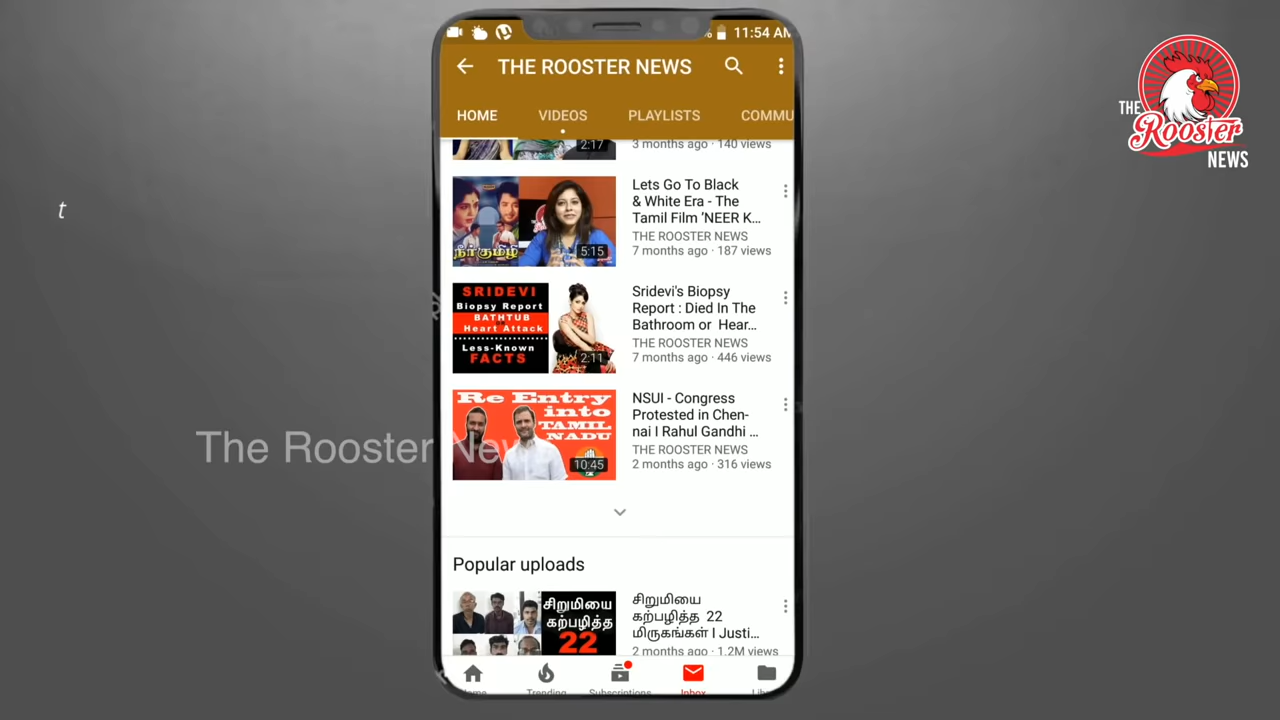 11:54 AM
THE ROOSTER NEWS
HOME
VIDEOS
PLAYLISTS
COMMU
2:17
3 months ago · 140 views
நீர்குமிழி
5:15
Lets Go To Black
& White Era - The
Tamil Film 'NEER K...
THE ROOSTER NEWS
7 months ago · 187 views
SRIDEVI
Biopsy Report
BATHTUB
Heart Attack
Less-Known
FACTS
2:11
Sridevi's Biopsy
Report : Died In The
Bathroom or Hear...
THE ROOSTER NEWS
7 months ago · 446 views
Re Entry
into
TAMIL
NADU
10:45
NSUI - Congress
Protested in Chen-
nai I Rahul Gandhi ...
THE ROOSTER NEWS
2 months ago · 316 views
Popular uploads
சிறுமியை
கற்பழித்த
22
சிறுமியை
கற்பழித்த 22
மிருகங்கள் I Justi...
2 months ago · 1.2M views
Trending
Subscriptions
Inbox
t
The Rooster New
THE
Rooster
NEWS